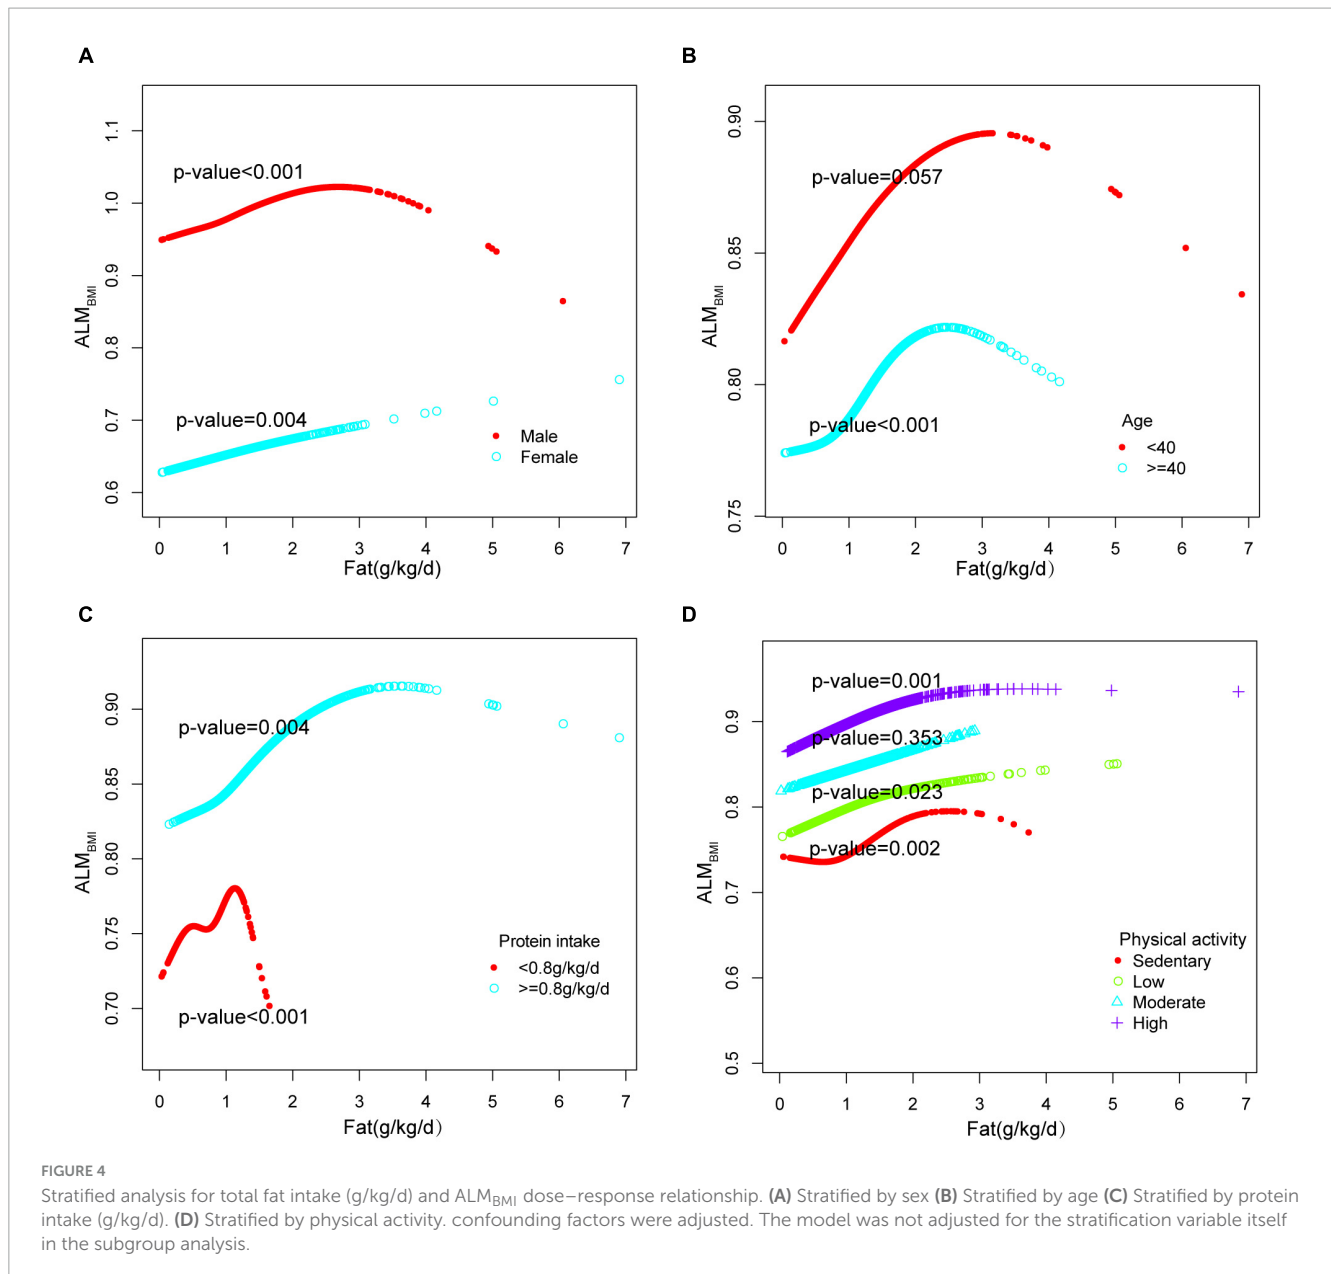 A
1.1
1.0
0.9
0.8
0.7
0.6
ALMBMI
p-value<0.001
p-value=0.004
Male
Female
0 1 2 3 4 5 6 7
Fat(g/kg/d)
B
0.90
0.85
0.80
0.75
ALMBMI
p-value=0.057
p-value<0.001
Age
<40
>=40
0 1 2 3 4 5 6 7
Fat(g/kg/d)
C
0.90
0.85
0.80
0.75
0.70
ALMBMI
p-value=0.004
p-value<0.001
Protein intake
<0.8g/kg/d
>=0.8g/kg/d
0 1 2 3 4 5 6 7
Fat(g/kg/d)
D
0.9
0.8
0.7
0.6
0.5
ALMBMI
p-value=0.001
p-value=0.353
p-value=0.023
p-value=0.002
Physical activity
Sedentary
Low
Moderate
High
0 1 2 3 4 5 6 7
Fat(g/kg/d)
FIGURE 4
Stratified analysis for total fat intake (g/kg/d) and ALMBMI dose–response relationship. (A) Stratified by sex (B) Stratified by age (C) Stratified by protein
intake (g/kg/d). (D) Stratified by physical activity. confounding factors were adjusted. The model was not adjusted for the stratification variable itself
in the subgroup analysis.